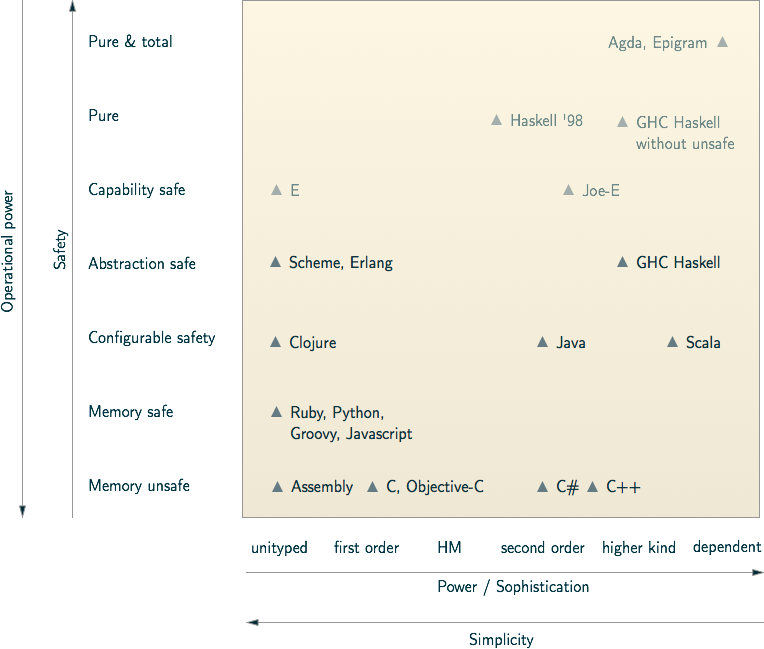 Pure & total
Agda, Epigram
Pure
Haskell '98
GHC Haskell
without unsafe
Capability safe
E
Joe-E
Operational power
Safety
Abstraction safe
Scheme, Erlang
GHC Haskell
Configurable safety
Clojure
Java
Scala
Memory safe
Ruby, Python,
Groovy, Javascript
Memory unsafe
Assembly
C, Objective-C
C#
C++
unityped
first order
HM
second order
higher kind
dependent
Power / Sophistication
Simplicity